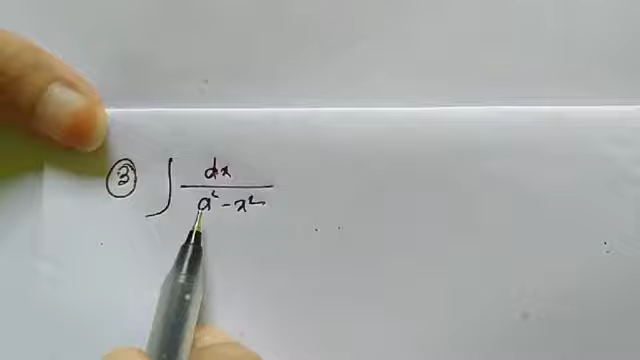 ③ ∫ dx / (a² - x²)